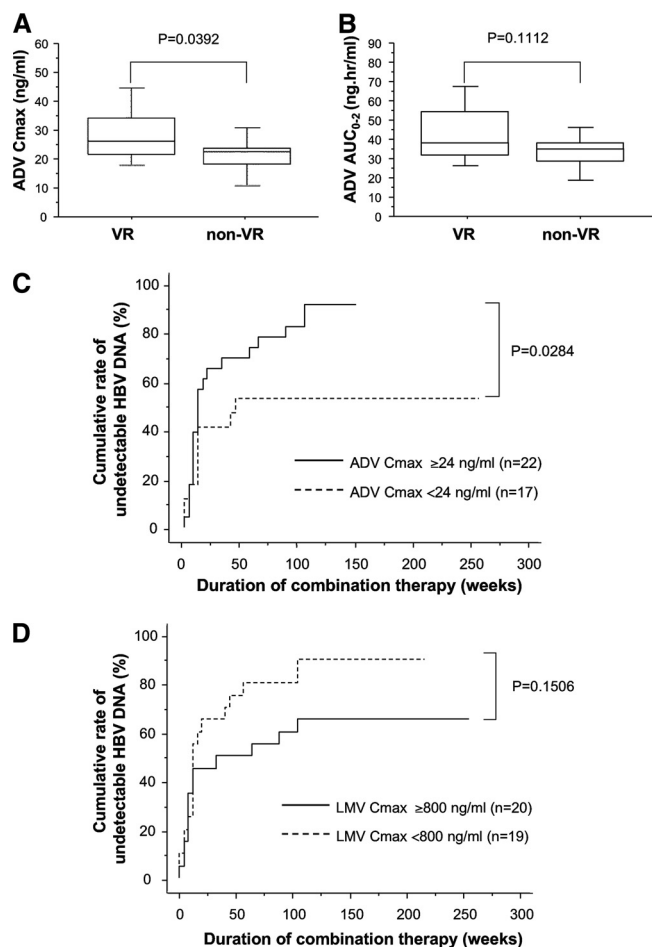 A
P=0.0392
ADV Cmax (ng/ml)
60
50
40
30
20
10
0
VR
non-VR
B
P=0.1112
ADV AUC0-2 (ng.hr/ml)
90
80
70
60
50
40
30
20
10
0
VR
non-VR
C
Cumulative rate of
undetectable HBV DNA (%)
100
80
60
40
20
0
P=0.0284
ADV Cmax ≥24 ng/ml (n=22)
ADV Cmax <24 ng/ml (n=17)
0 50 100 150 200 250 300
Duration of combination therapy (weeks)
D
Cumulative rate of
undetectable HBV DNA (%)
100
80
60
40
20
0
P=0.1506
LMV Cmax ≥800 ng/ml (n=20)
LMV Cmax <800 ng/ml (n=19)
0 50 100 150 200 250 300
Duration of combination therapy (weeks)